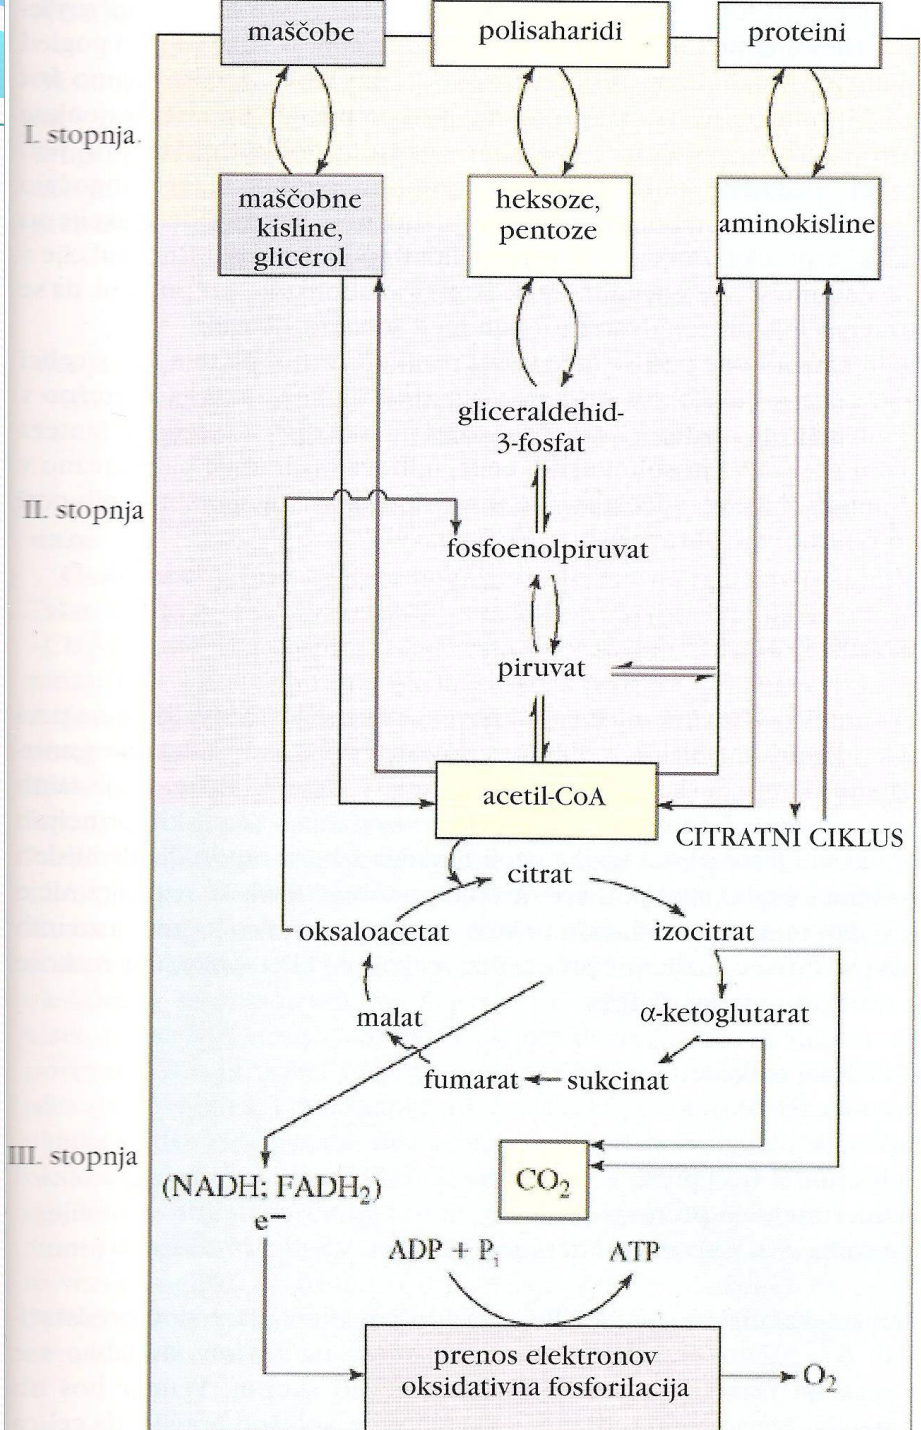 maščobe
polisaharidi
proteini
I. stopnja.
maščobne
kisline,
glicerol
heksoze,
pentoze
aminokisline
gliceraldehid-
3-fosfat
II. stopnja
fosfoenolpiruvat
piruvat
acetil-CoA
CITRATNI CIKLUS
citrat
oksaloacetat
izocitrat
malat
α-ketoglutarat
fumarat
sukcinat
III. stopnja
(NADH; FADH₂)
e⁻
CO₂
ADP + Pᵢ
ATP
prenos elektronov
oksidativna fosforilacija
O₂